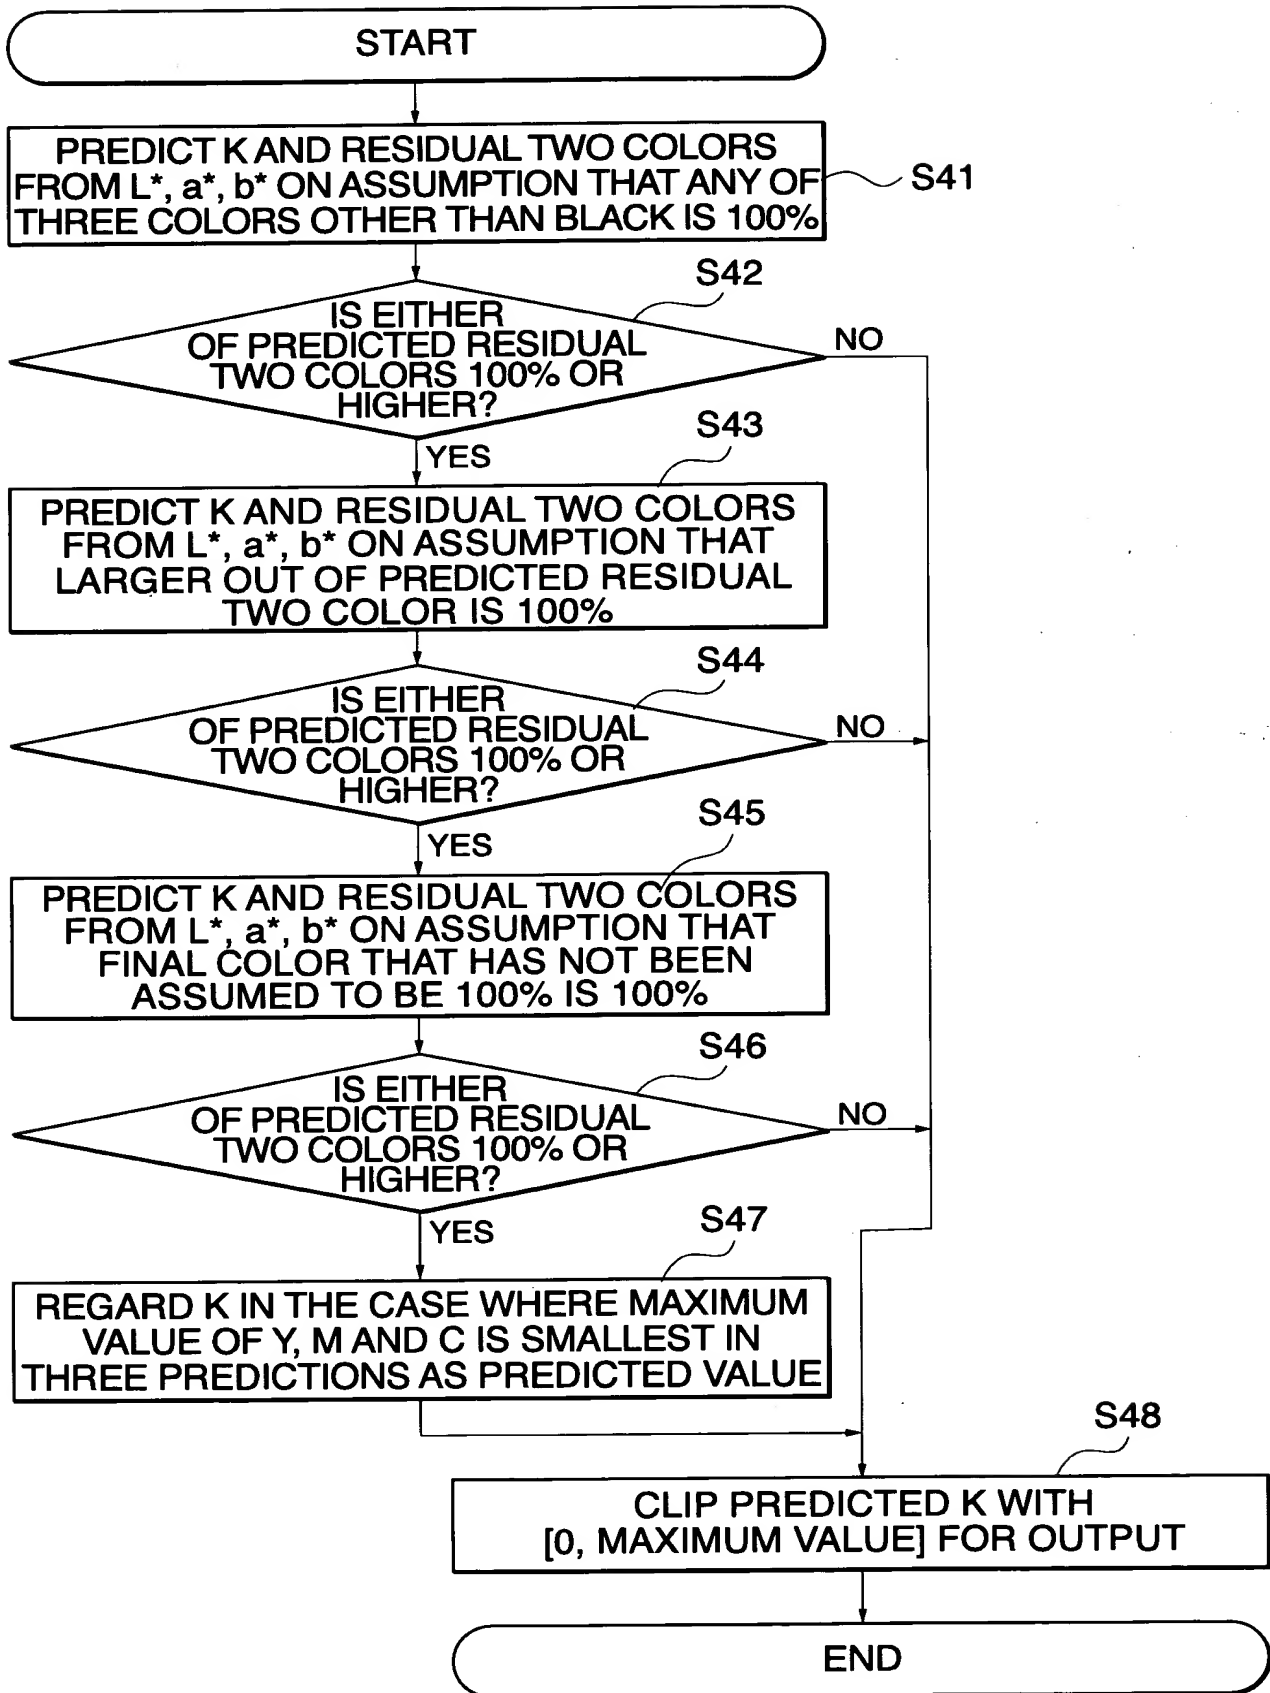 START
PREDICT K AND RESIDUAL TWO COLORS
FROM L*, a*, b* ON ASSUMPTION THAT ANY OF
THREE COLORS OTHER THAN BLACK IS 100%
S41
S42
IS EITHER
OF PREDICTED RESIDUAL
TWO COLORS 100% OR
HIGHER?
NO
YES
S43
PREDICT K AND RESIDUAL TWO COLORS
FROM L*, a*, b* ON ASSUMPTION THAT
LARGER OUT OF PREDICTED RESIDUAL
TWO COLOR IS 100%
S44
IS EITHER
OF PREDICTED RESIDUAL
TWO COLORS 100% OR
HIGHER?
NO
YES
S45
PREDICT K AND RESIDUAL TWO COLORS
FROM L*, a*, b* ON ASSUMPTION THAT
FINAL COLOR THAT HAS NOT BEEN
ASSUMED TO BE 100% IS 100%
S46
IS EITHER
OF PREDICTED RESIDUAL
TWO COLORS 100% OR
HIGHER?
NO
YES
S47
REGARD K IN THE CASE WHERE MAXIMUM
VALUE OF Y, M AND C IS SMALLEST IN
THREE PREDICTIONS AS PREDICTED VALUE
S48
CLIP PREDICTED K WITH
[0, MAXIMUM VALUE] FOR OUTPUT
END